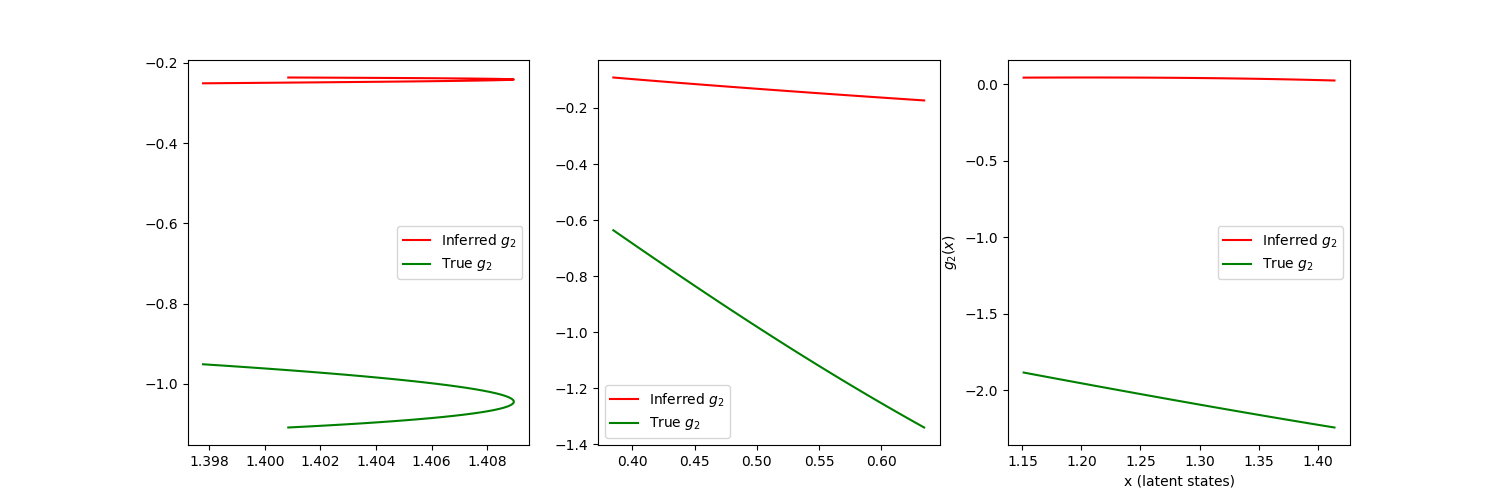 −0.2
−0.4
−0.6
−0.8
−1.0
1.398 1.400 1.402 1.404 1.406 1.408
Inferred g₂
True g₂
−0.2
−0.4
−0.6
−0.8
−1.0
−1.2
−1.4
0.40 0.45 0.50 0.55 0.60
Inferred g₂
True g₂
g₂(x)
0.0
−0.5
−1.0
−1.5
−2.0
1.15 1.20 1.25 1.30 1.35 1.40
x (latent states)
Inferred g₂
True g₂